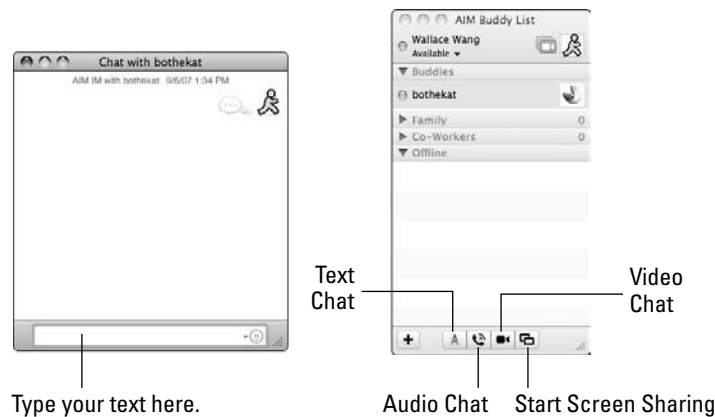 Chat with bothekat
AIM IM with bothekat 9/6/07 1:34 PM
Type your text here.
AIM Buddy List
Wallace Wang
Available
Buddies
bothekat
Family 0
Co-Workers 0
Offline
Text
Chat
Video
Chat
A
Audio Chat
Start Screen Sharing